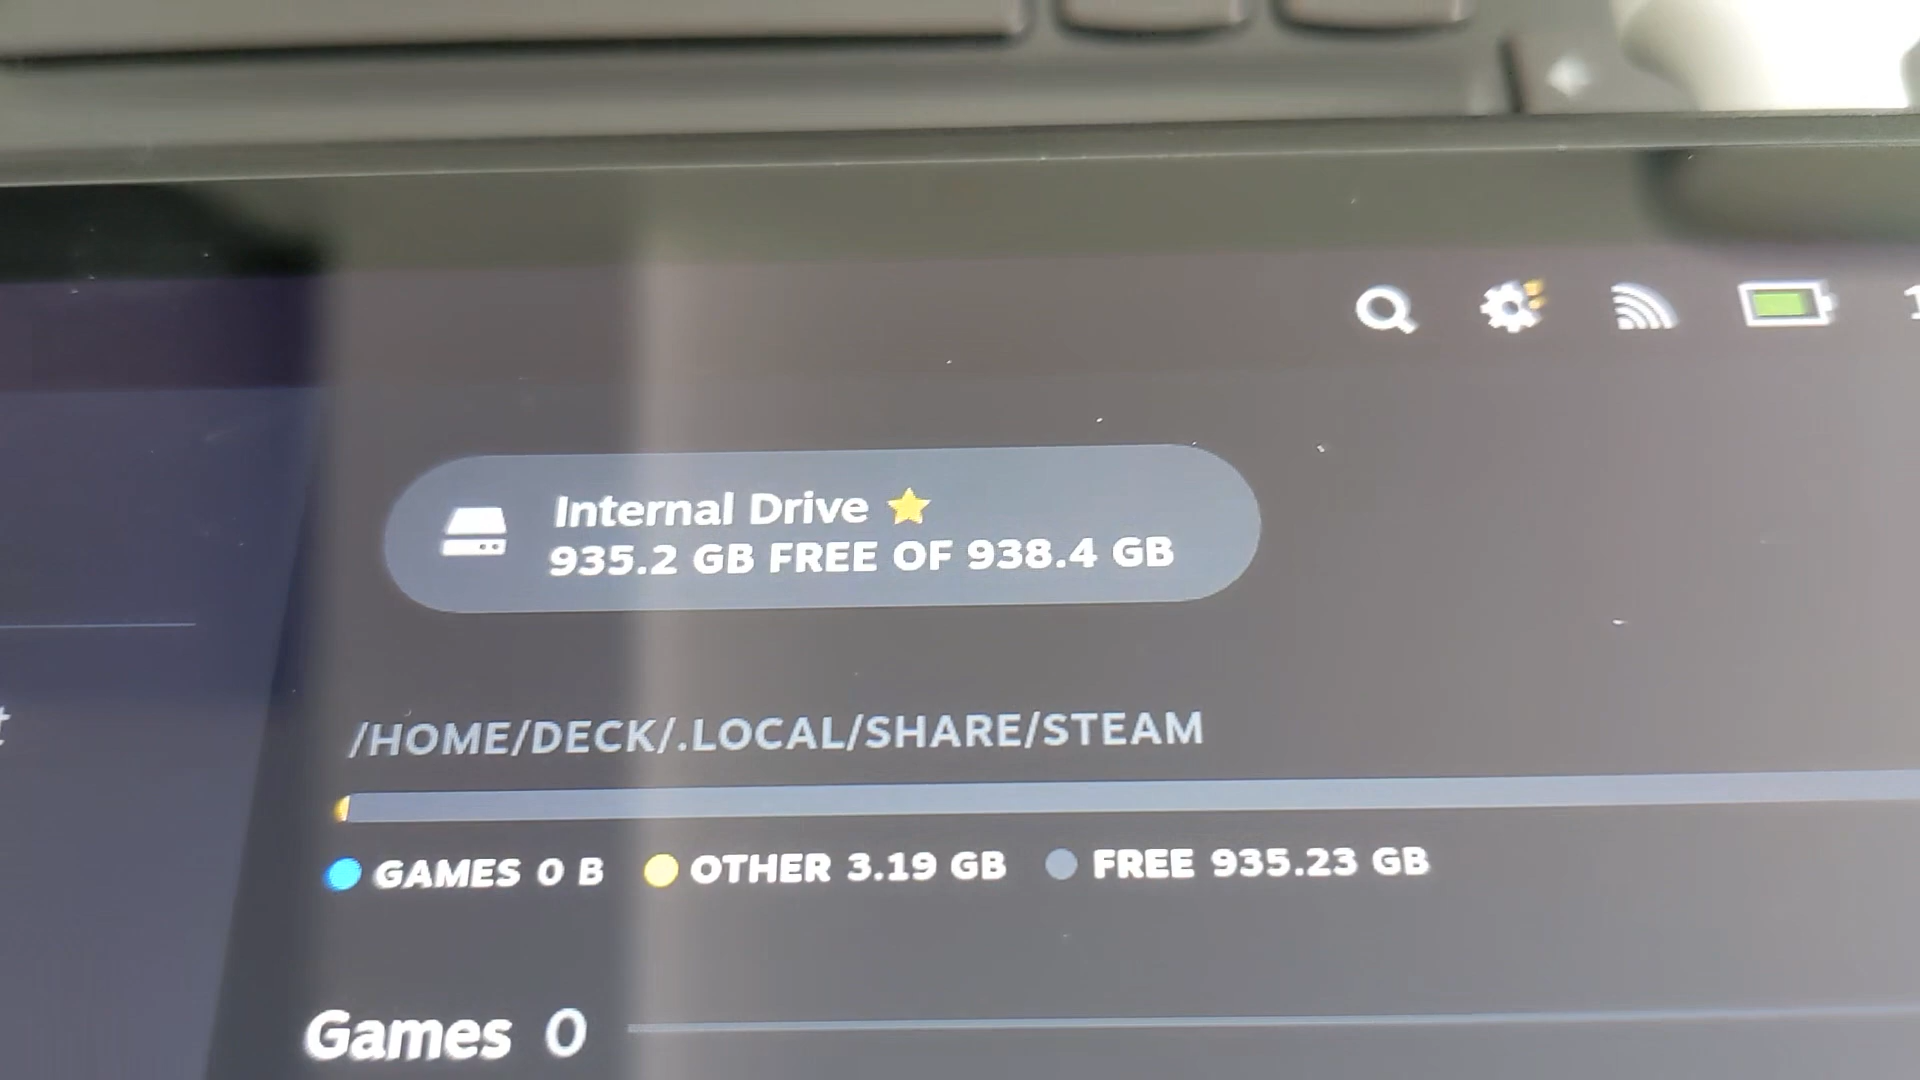 Internal Drive
935.2 GB FREE OF 938.4 GB
/HOME/DECK/.LOCAL/SHARE/STEAM
GAMES 0 B OTHER 3.19 GB FREE 935.23 GB
Games 0